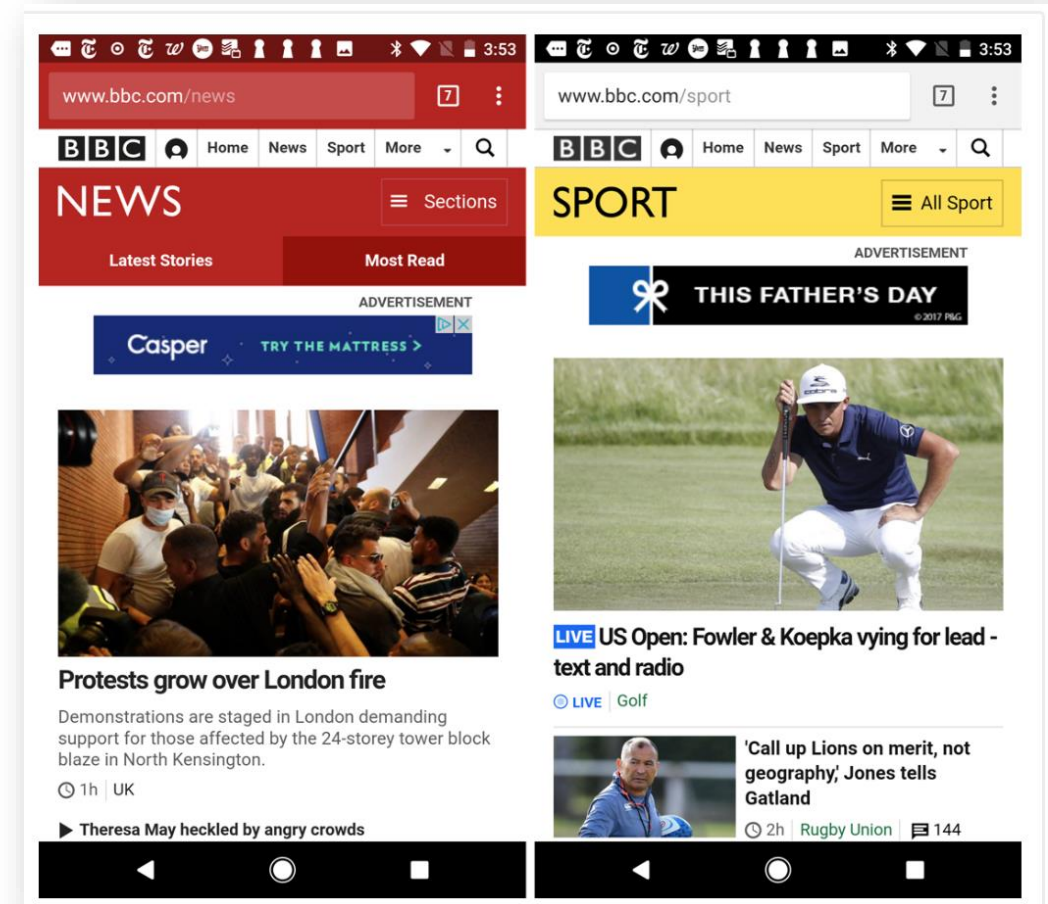 3:53
www.bbc.com/news
7
BBC
Home
News
Sport
More
NEWS
Sections
Latest Stories
Most Read
ADVERTISEMENT
Casper
TRY THE MATTRESS >
Protests grow over London fire
Demonstrations are staged in London demanding
support for those affected by the 24-storey tower block
blaze in North Kensington.
1h
UK
Theresa May heckled by angry crowds
3:53
www.bbc.com/sport
7
BBC
Home
News
Sport
More
SPORT
All Sport
ADVERTISEMENT
THIS FATHER'S DAY
© 2017 P&G
cobra
LIVE US Open: Fowler & Koepka vying for lead -
text and radio
LIVE
Golf
'Call up Lions on merit, not
geography,' Jones tells
Gatland
2h
Rugby Union
144